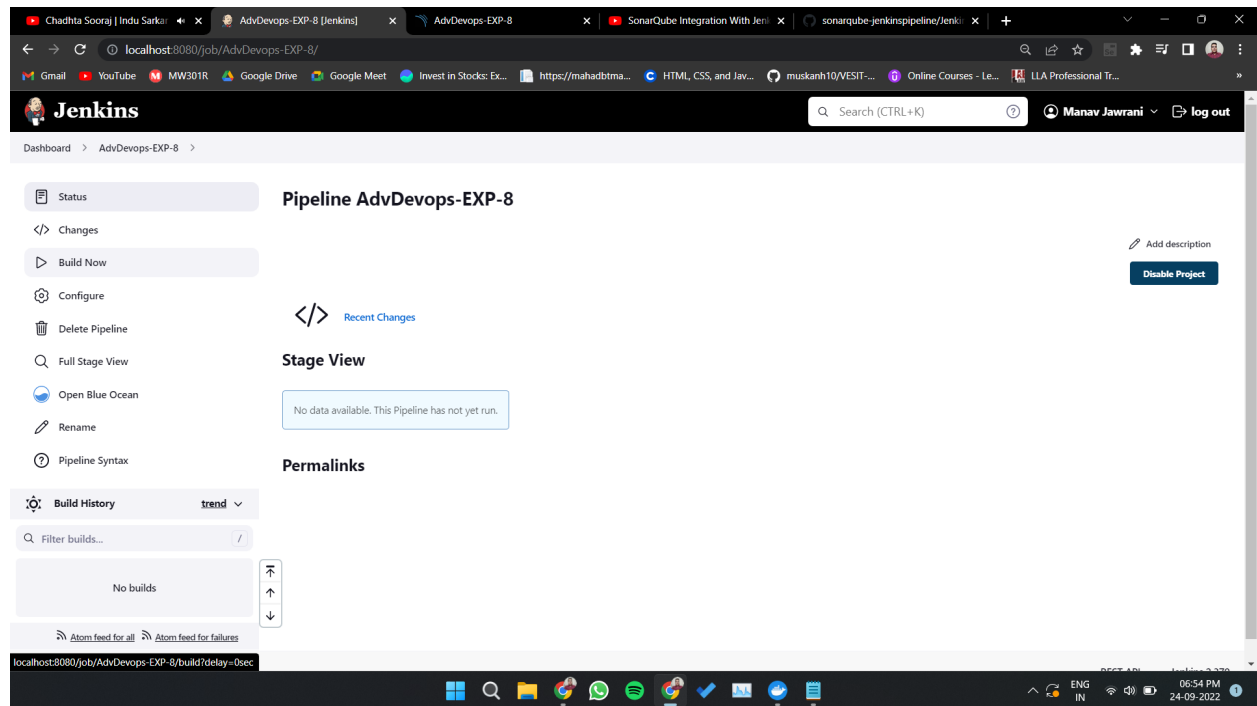 Chadhta Sooraj | Indu Sarkar
AdvDevops-EXP-8 [Jenkins]
AdvDevops-EXP-8
SonarQube Integration With Jenk
sonarqube-jenkinspipeline/Jenkin
localhost:8080/job/AdvDevops-EXP-8/
Gmail YouTube MW301R Google Drive Google Meet Invest in Stocks: Ex... https://mahadbtma... HTML, CSS, and Jav... muskanh10/VESIT-... Online Courses - Le... LLA Professional Tr... »
Jenkins
Search (CTRL+K)
Manav Jawrani
log out
Dashboard > AdvDevops-EXP-8 >
Status
Changes
Build Now
Configure
Delete Pipeline
Full Stage View
Open Blue Ocean
Rename
Pipeline Syntax
Build History trend
Filter builds... /
No builds
Atom feed for all Atom feed for failures
localhost:8080/job/AdvDevops-EXP-8/build?delay=0sec
Pipeline AdvDevops-EXP-8
Add description
Disable Project
Recent Changes
Stage View
No data available. This Pipeline has not yet run.
Permalinks
ENG
IN
06:54 PM
24-09-2022
1